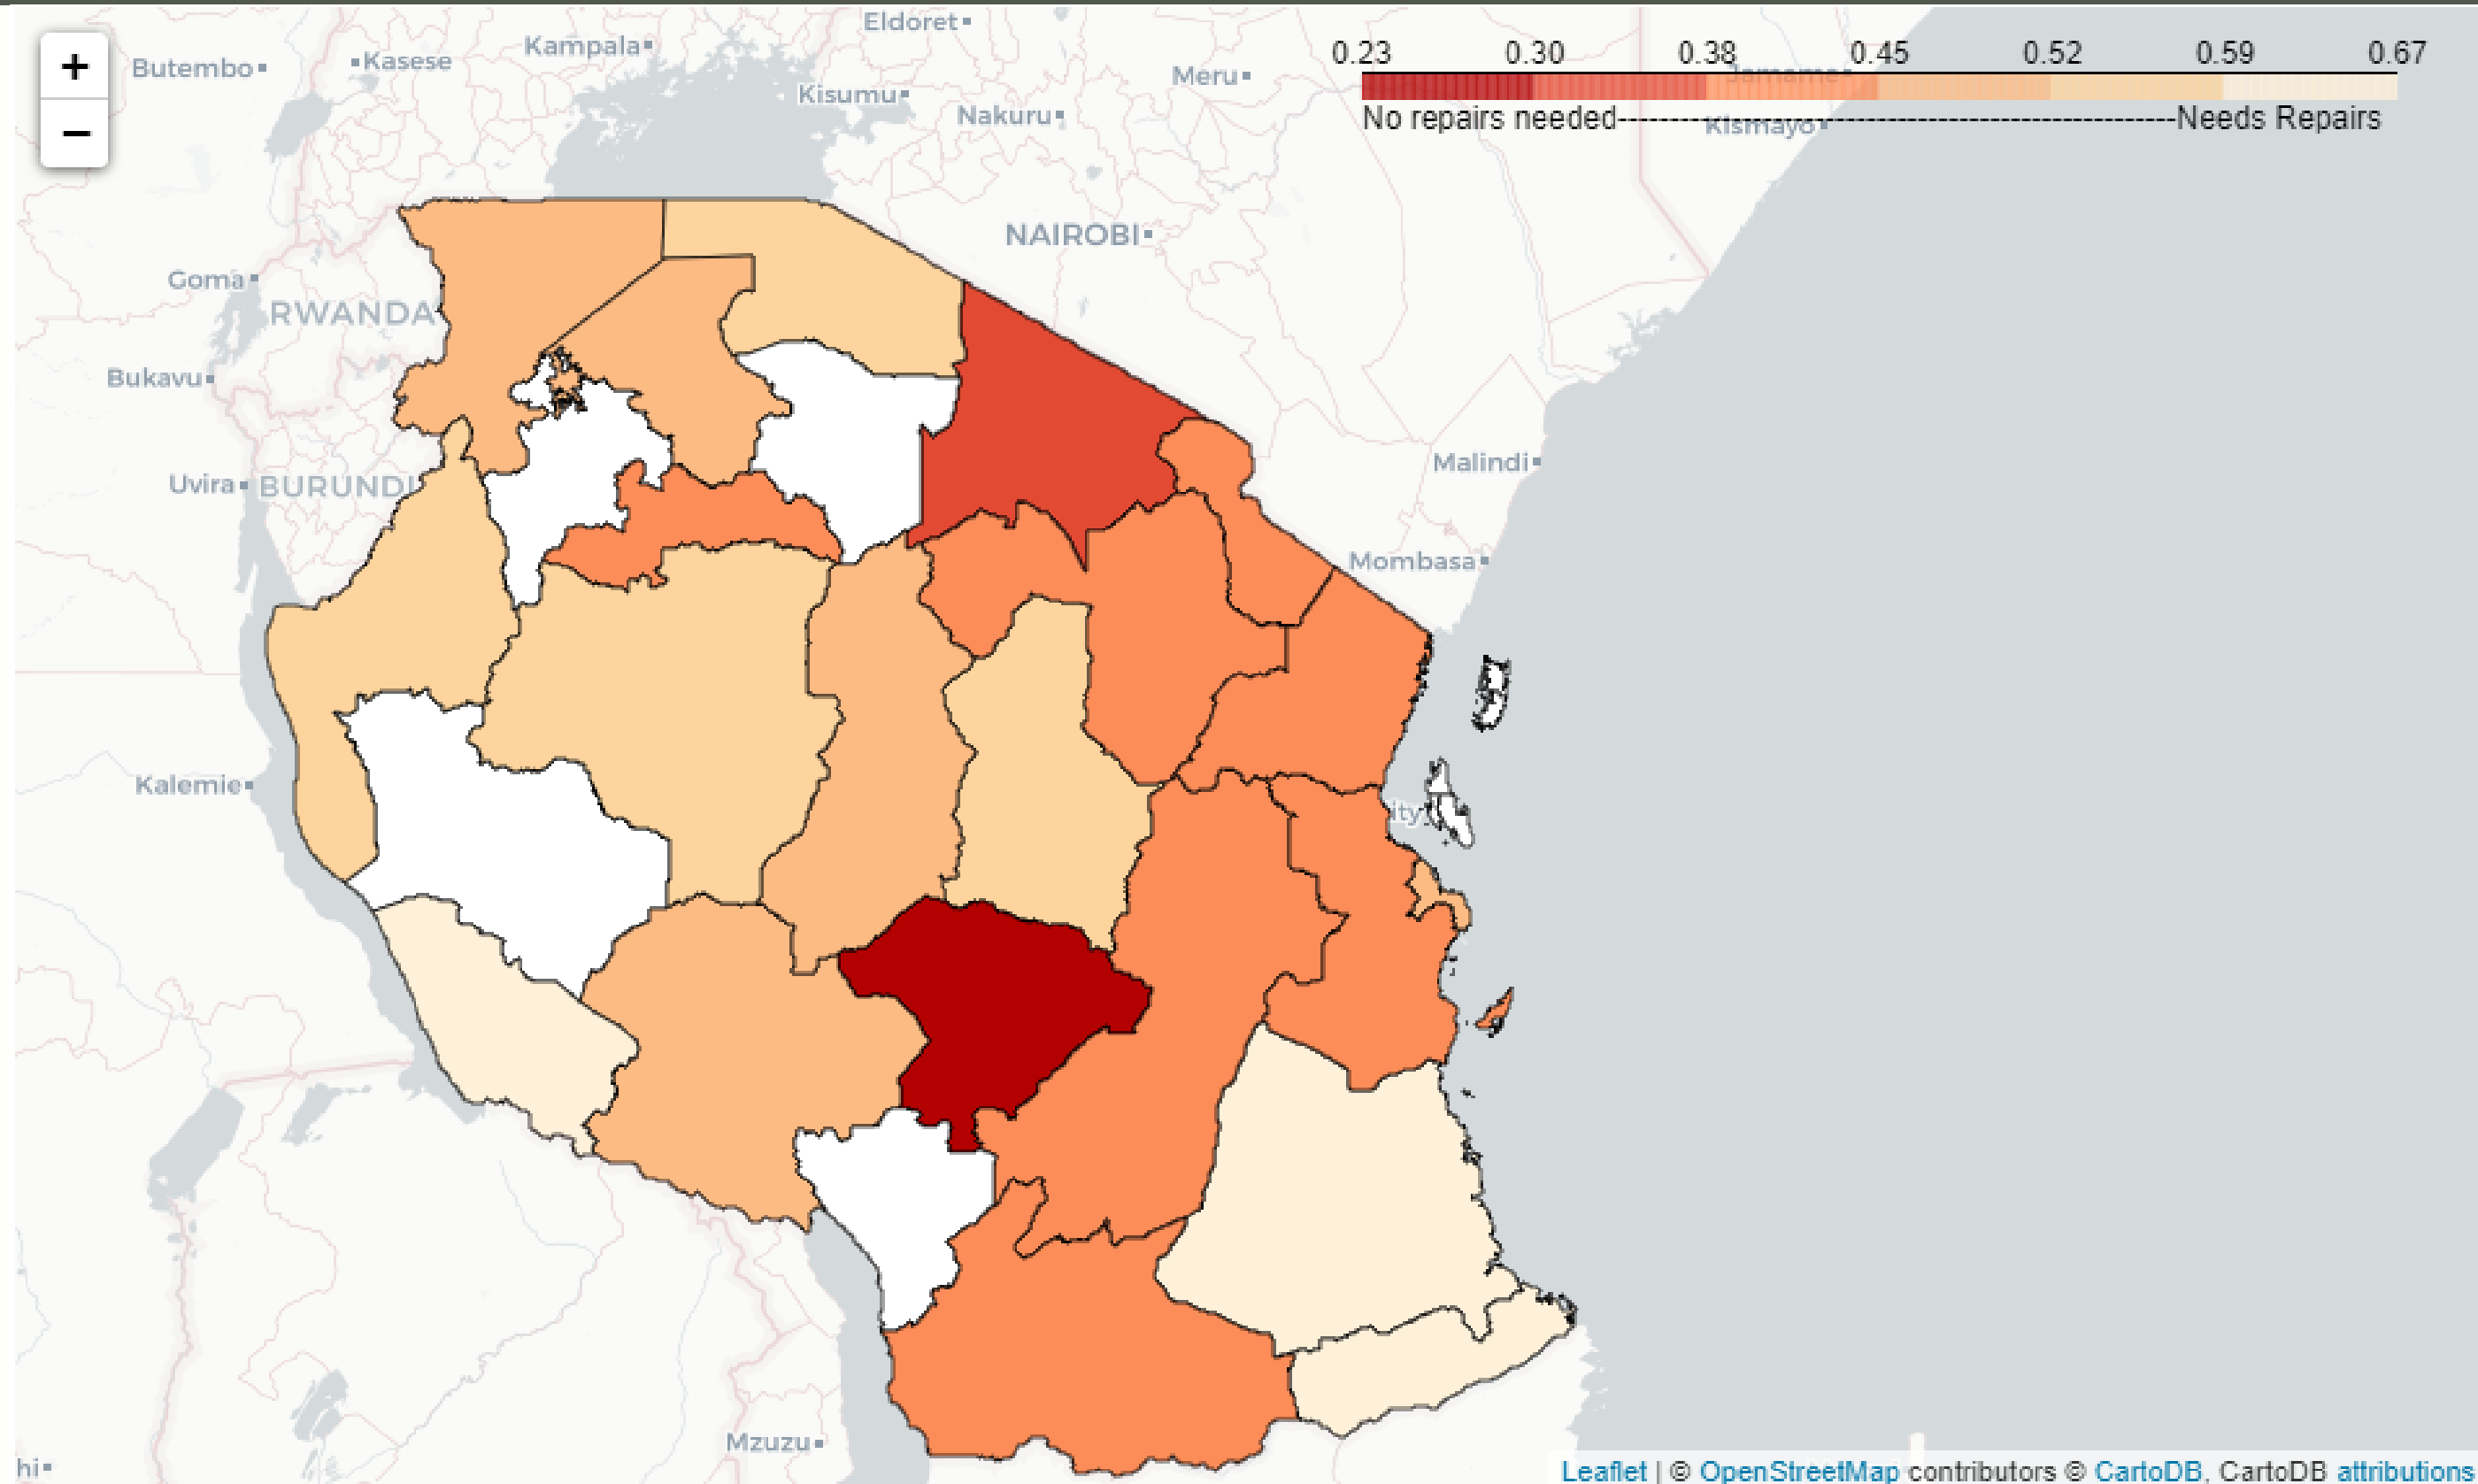 +
−
0.23 0.30 0.38 0.45 0.52 0.59 0.67
No repairs needed--------------------------------------------------Needs Repairs
Eldoret
Kampala
Kasese
Butembo
Meru
Kisumu
Nakuru
Kismayo
NAIROBI
Goma
RWANDA
Bukavu
Malindi
Uvira
BURUNDI
Mombasa
Kalemie
ity
Mzuzu
hi
Leaflet | © OpenStreetMap contributors © CartoDB, CartoDB attributions